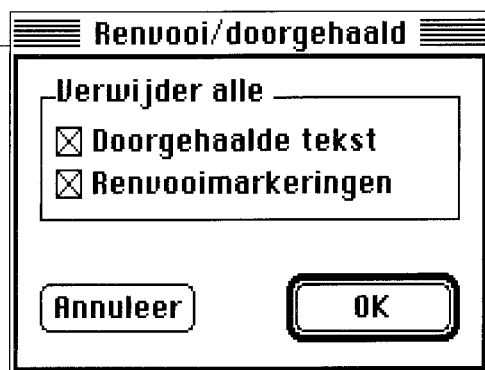 Renvooi/doorgehaald
Verwijder alle
Doorgehaalde tekst
Renvooimarkeringen
Annuleer
OK